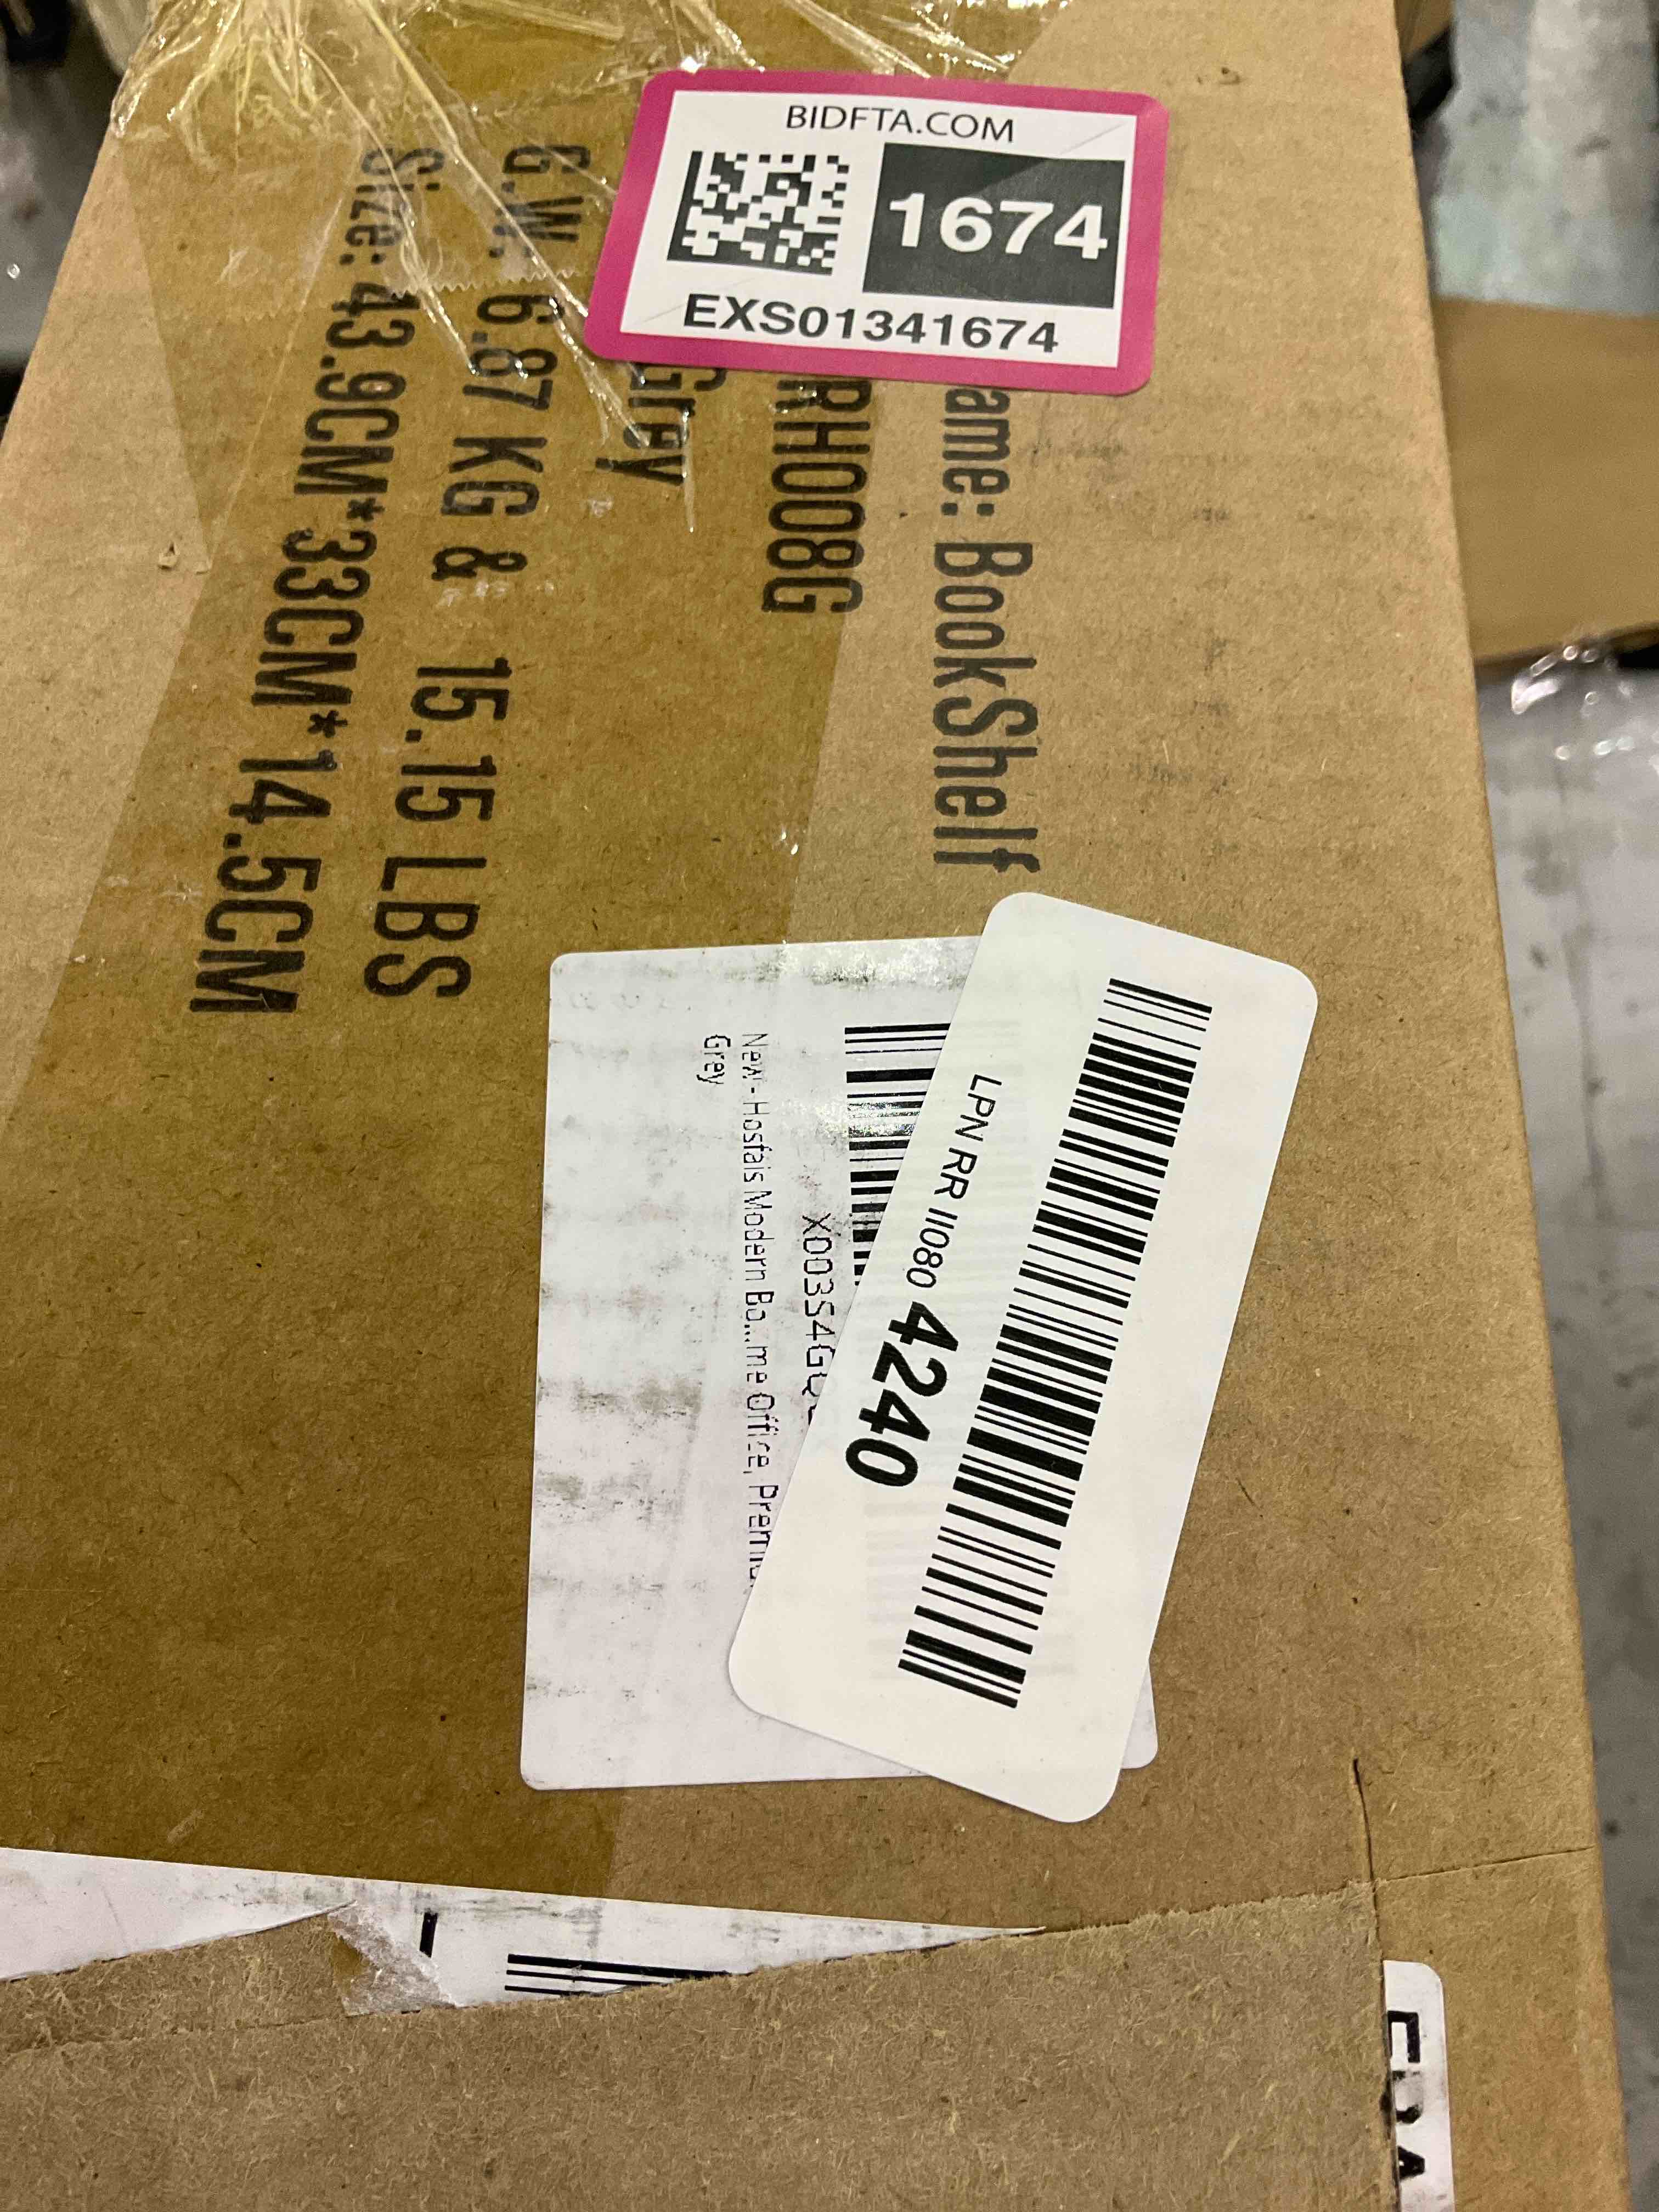 BIDFTA.COM
1674
EXS01341674
ame: BookShelf
RH008G
Grey
G.W.: 6.87 KG & 15.15 LBS
Size: 43.9CM*33CM*14.5CM
LPN RR II080 4240
X003S4GQ
New - Hosfais Modern Bo...me Office, Premiu
Grey